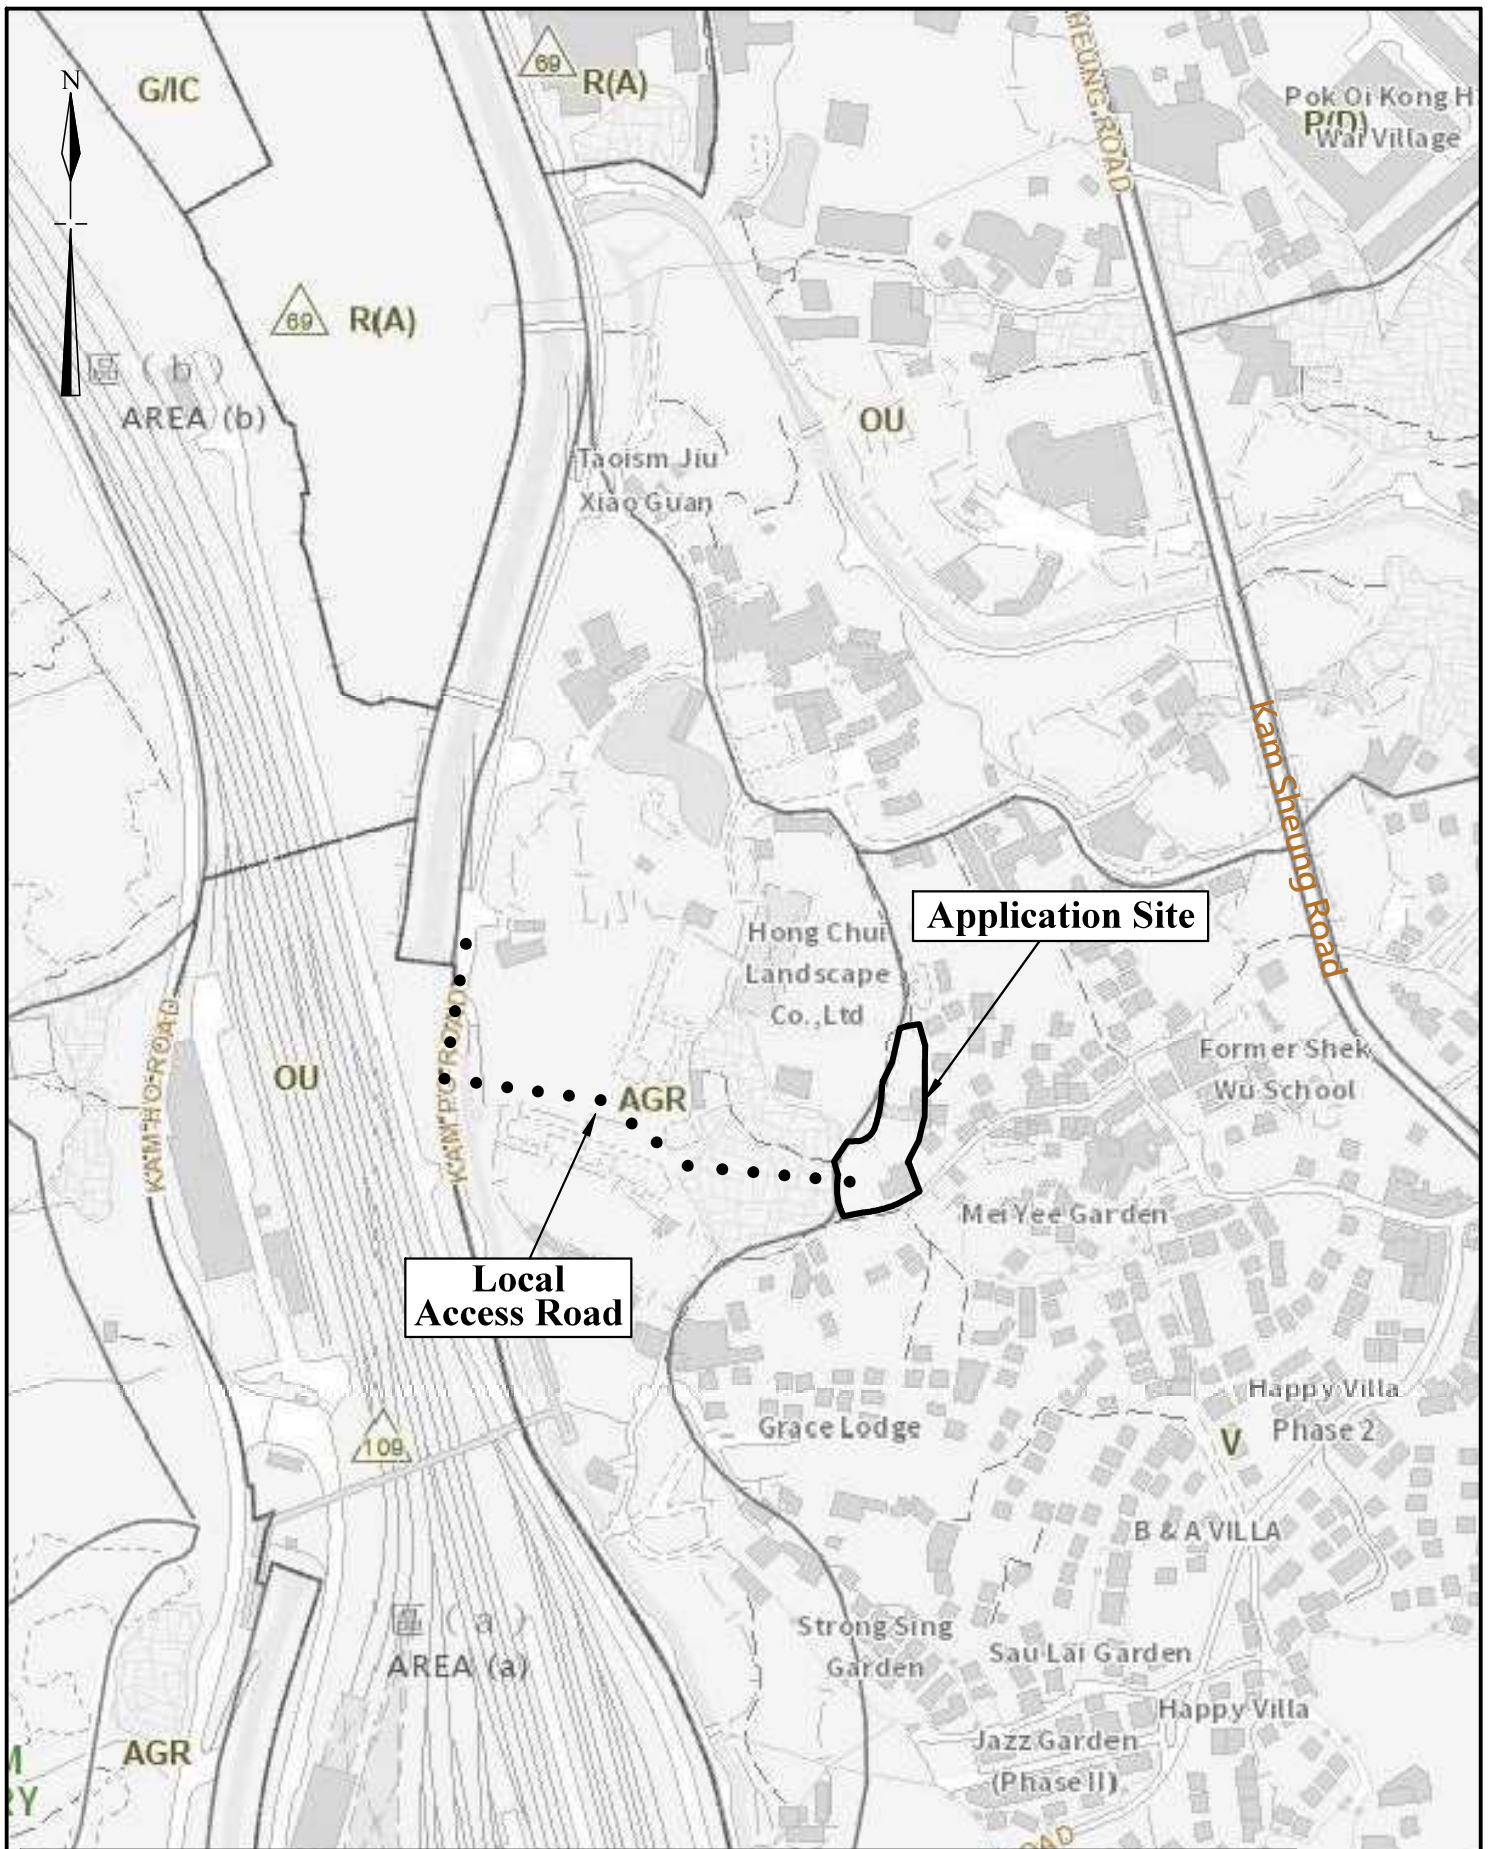 N
G/IC
69
R(A)
HEUNG ROAD
Pok Oi Kong H
R(D)
Wai Village
69
R(A)
區 ( b )
AREA (b)
OU
Taoism Jiu
Xiao Guan
Kam Sheung Road
Application Site
Hong Chui
Landscape
Co.,Ltd
KAM HO ROAD
OU
KAM PO ROAD
AGR
Former Shek
Wu School
Mei Yee Garden
Local
Access Road
109
Grace Lodge
Happy Villa
Phase 2
V
B & A VILLA
區 ( a )
AREA (a)
Strong Sing
Garden
Sau Lai Garden
Happy Villa
Jazz Garden
(Phase II)
AGR
M
RY
OAD